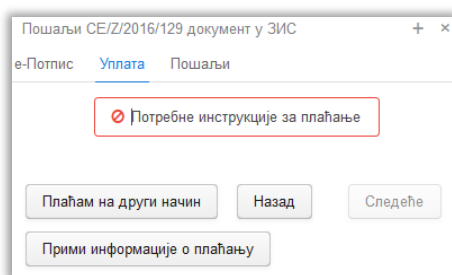 Пошаљи CE/Z/2016/129 документ у ЗИС + ×
е-Потпис Уплата Пошаљи
Потребне инструкције за плаћање
Плаћам на други начин Назад Следеће
Прими информације о плаћању